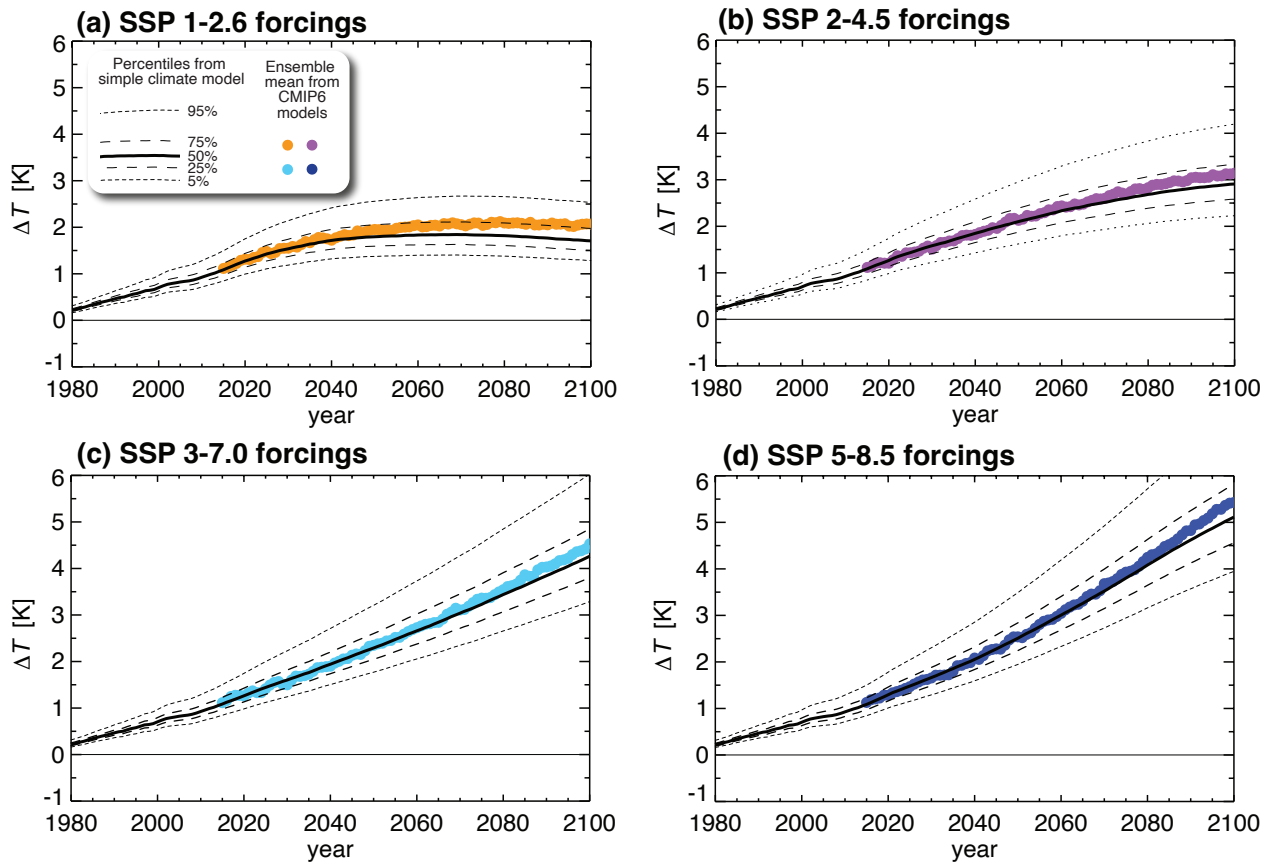 (a) SSP 1-2.6 forcings
6
5
4
3
2
1
0
-1
ΔT [K]
Percentiles from
simple climate model
95%
75%
50%
25%
5%
Ensemble
mean from
CMIP6
models
1980 2000 2020 2040 2060 2080 2100
year
(b) SSP 2-4.5 forcings
6
5
4
3
2
1
0
-1
ΔT [K]
1980 2000 2020 2040 2060 2080 2100
year
(c) SSP 3-7.0 forcings
6
5
4
3
2
1
0
-1
ΔT [K]
1980 2000 2020 2040 2060 2080 2100
year
(d) SSP 5-8.5 forcings
6
5
4
3
2
1
0
-1
ΔT [K]
1980 2000 2020 2040 2060 2080 2100
year